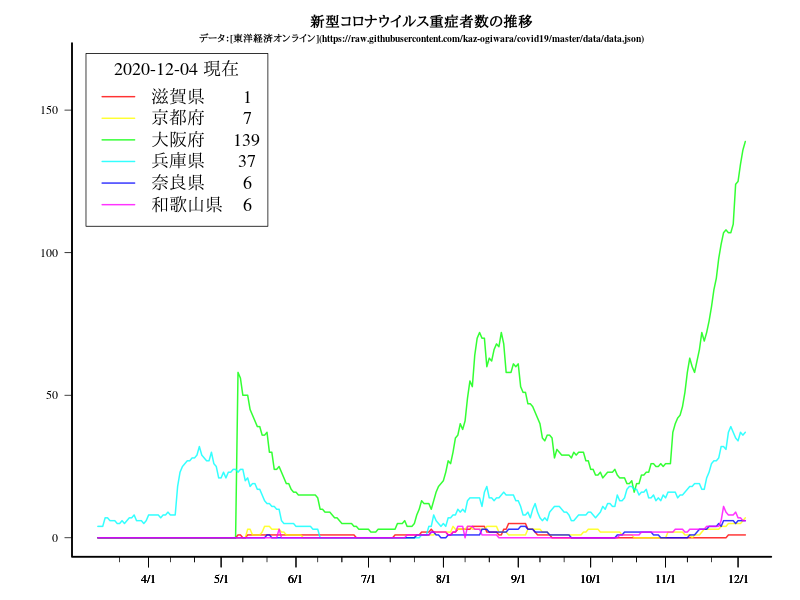 新型コロナウイルス重症者数の推移
データ:[東洋経済オンライン](https://raw.githubusercontent.com/kaz-ogiwara/covid19/master/data/data.json)
2020-12-04 現在
滋賀県 1
京都府 7
大阪府 139
兵庫県 37
奈良県 6
和歌山県 6
150
100
50
0
4/1 5/1 6/1 7/1 8/1 9/1 10/1 11/1 12/1